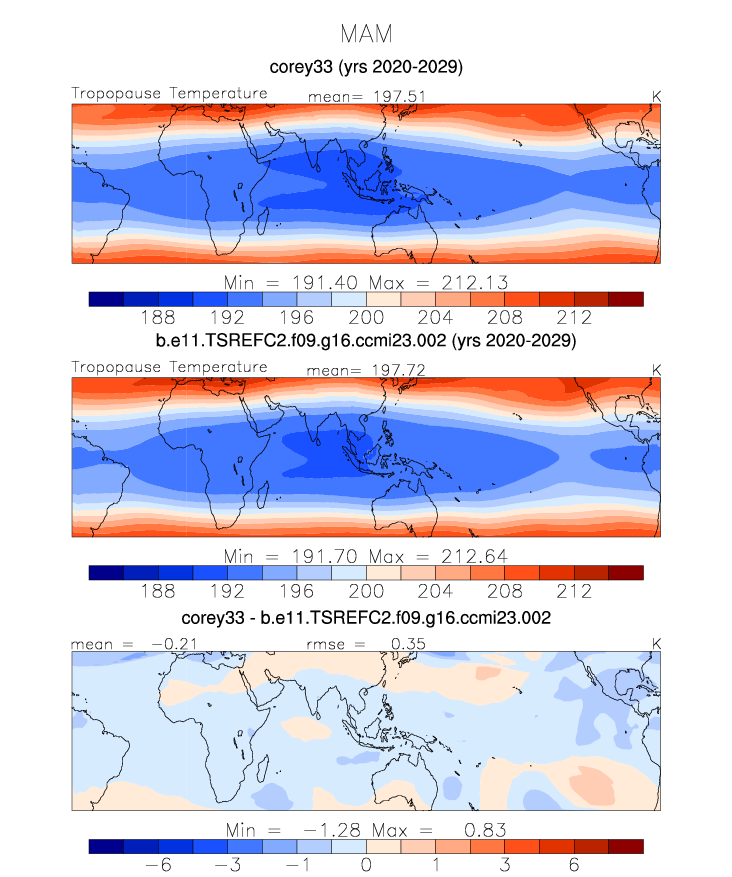 MAM
corey33 (yrs 2020-2029)
Tropopause Temperature mean= 197.51 K
Min = 191.40 Max = 212.13
188 192 196 200 204 208 212
b.e11.TSREFC2.f09.g16.ccmi23.002 (yrs 2020-2029)
Tropopause Temperature mean= 197.72 K
Min = 191.70 Max = 212.64
188 192 196 200 204 208 212
corey33 - b.e11.TSREFC2.f09.g16.ccmi23.002
mean = -0.21 rmse = 0.35 K
Min = -1.28 Max = 0.83
-6 -3 -1 0 1 3 6